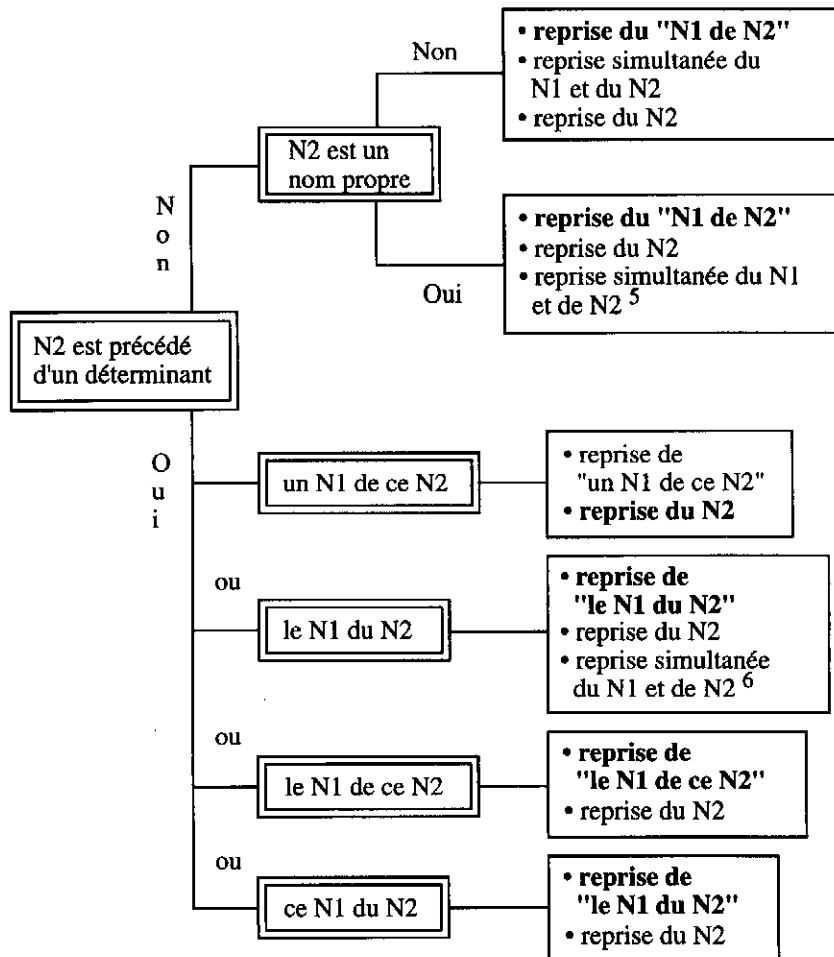 • reprise du "N1 de N2"
• reprise simultanée du
N1 et du N2
• reprise du N2
Non
N2 est un
nom propre
Non
• reprise du "N1 de N2"
• reprise du N2
• reprise simultanée du N1
et de N2 5
Oui
N2 est précédé
d'un déterminant
Oui
un N1 de ce N2
• reprise de
"un N1 de ce N2"
• reprise du N2
ou
le N1 du N2
• reprise de
"le N1 du N2"
• reprise du N2
• reprise simultanée
du N1 et de N2 6
ou
le N1 de ce N2
• reprise de
"le N1 de ce N2"
• reprise du N2
ou
ce N1 du N2
• reprise de
"le N1 du N2"
• reprise du N2